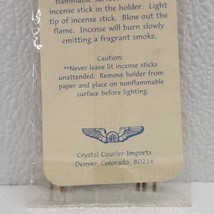 incense stick in the holder. Light
tip of incense stick. Blow out the
flame. Incense will burn slowly
emitting a fragrant smoke.
Caution:
**Never leave lit incense sticks
unattended. Remove holder from
paper and place on nonflammable
surface before lighting.
Crystal Courier Imports
Denver, Colorado 80216